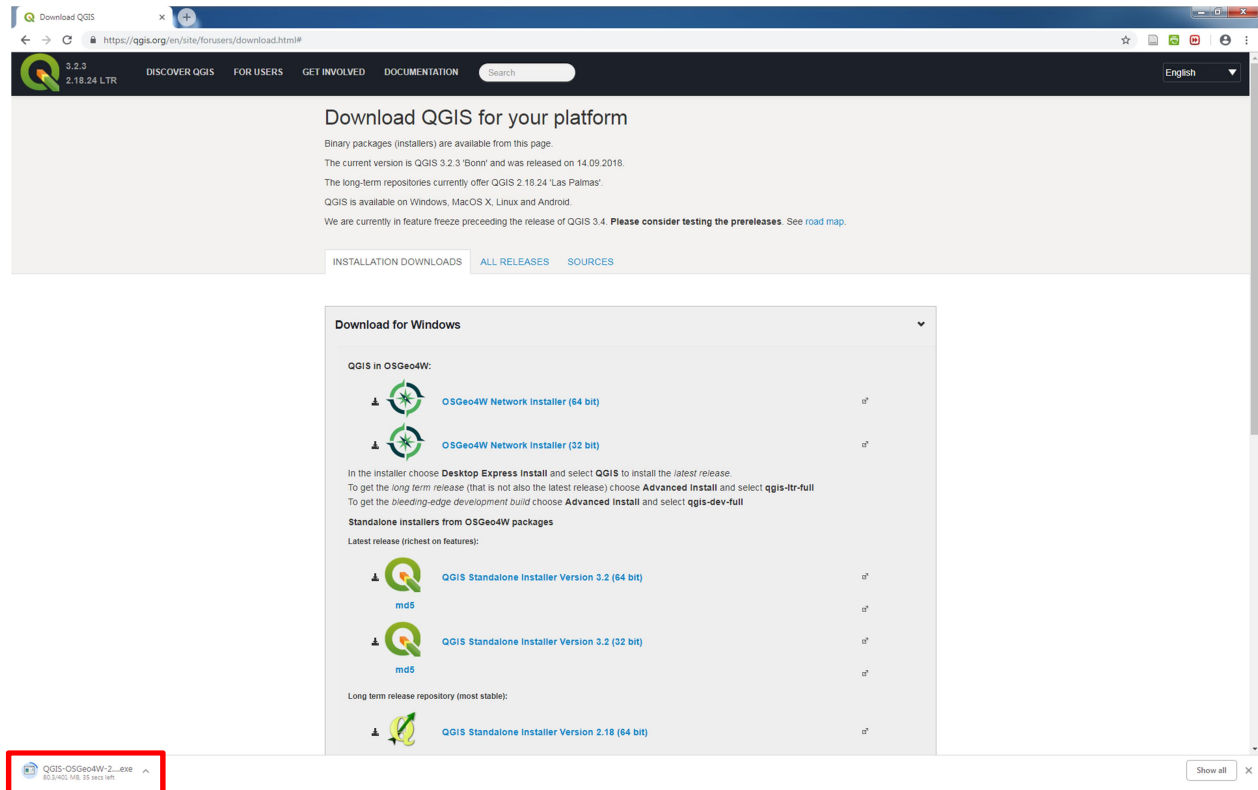 Download QGIS
https://qgis.org/en/site/forusers/download.html#
3.2.3
2.18.24 LTR
DISCOVER QGIS FOR USERS GET INVOLVED DOCUMENTATION Search English
Download QGIS for your platform
Binary packages (installers) are available from this page.
The current version is QGIS 3.2.3 'Bonn' and was released on 14.09.2018.
The long-term repositories currently offer QGIS 2.18.24 'Las Palmas'.
QGIS is available on Windows, MacOS X, Linux and Android.
We are currently in feature freeze preceeding the release of QGIS 3.4. Please consider testing the prereleases. See road map.
INSTALLATION DOWNLOADS ALL RELEASES SOURCES
Download for Windows
QGIS in OSGeo4W:
OSGeo4W Network Installer (64 bit)
OSGeo4W Network Installer (32 bit)
In the installer choose Desktop Express Install and select QGIS to install the latest release.
To get the long term release (that is not also the latest release) choose Advanced Install and select qgis-ltr-full
To get the bleeding-edge development build choose Advanced Install and select qgis-dev-full
Standalone installers from OSGeo4W packages
Latest release (richest on features):
QGIS Standalone Installer Version 3.2 (64 bit)
md5
QGIS Standalone Installer Version 3.2 (32 bit)
md5
Long term release repository (most stable):
QGIS Standalone Installer Version 2.18 (64 bit)
QGIS-OSGeo4W-2....exe
80.3/401 MB, 35 secs left
Show all